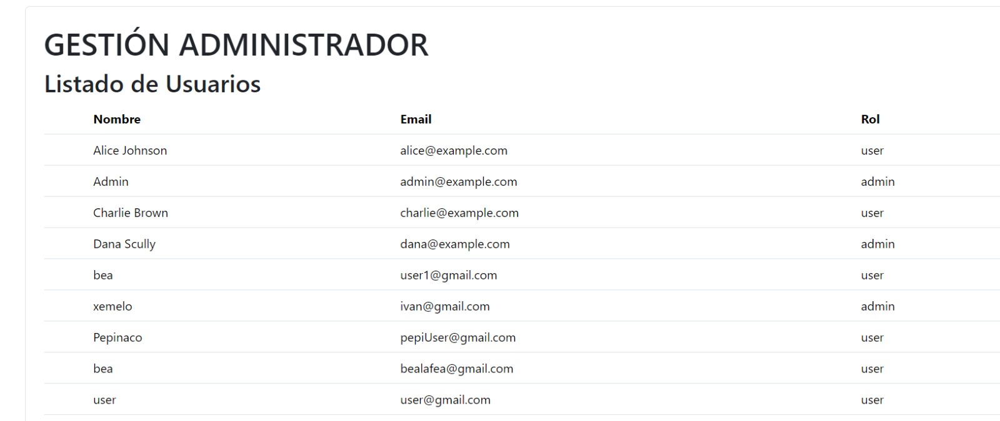 GESTIÓN ADMINISTRADOR
Listado de Usuarios
Nombre Email Rol
Alice Johnson alice@example.com user
Admin admin@example.com admin
Charlie Brown charlie@example.com user
Dana Scully dana@example.com admin
bea user1@gmail.com user
xemelo ivan@gmail.com admin
Pepinaco pepiUser@gmail.com user
bea bealafea@gmail.com user
user user@gmail.com user